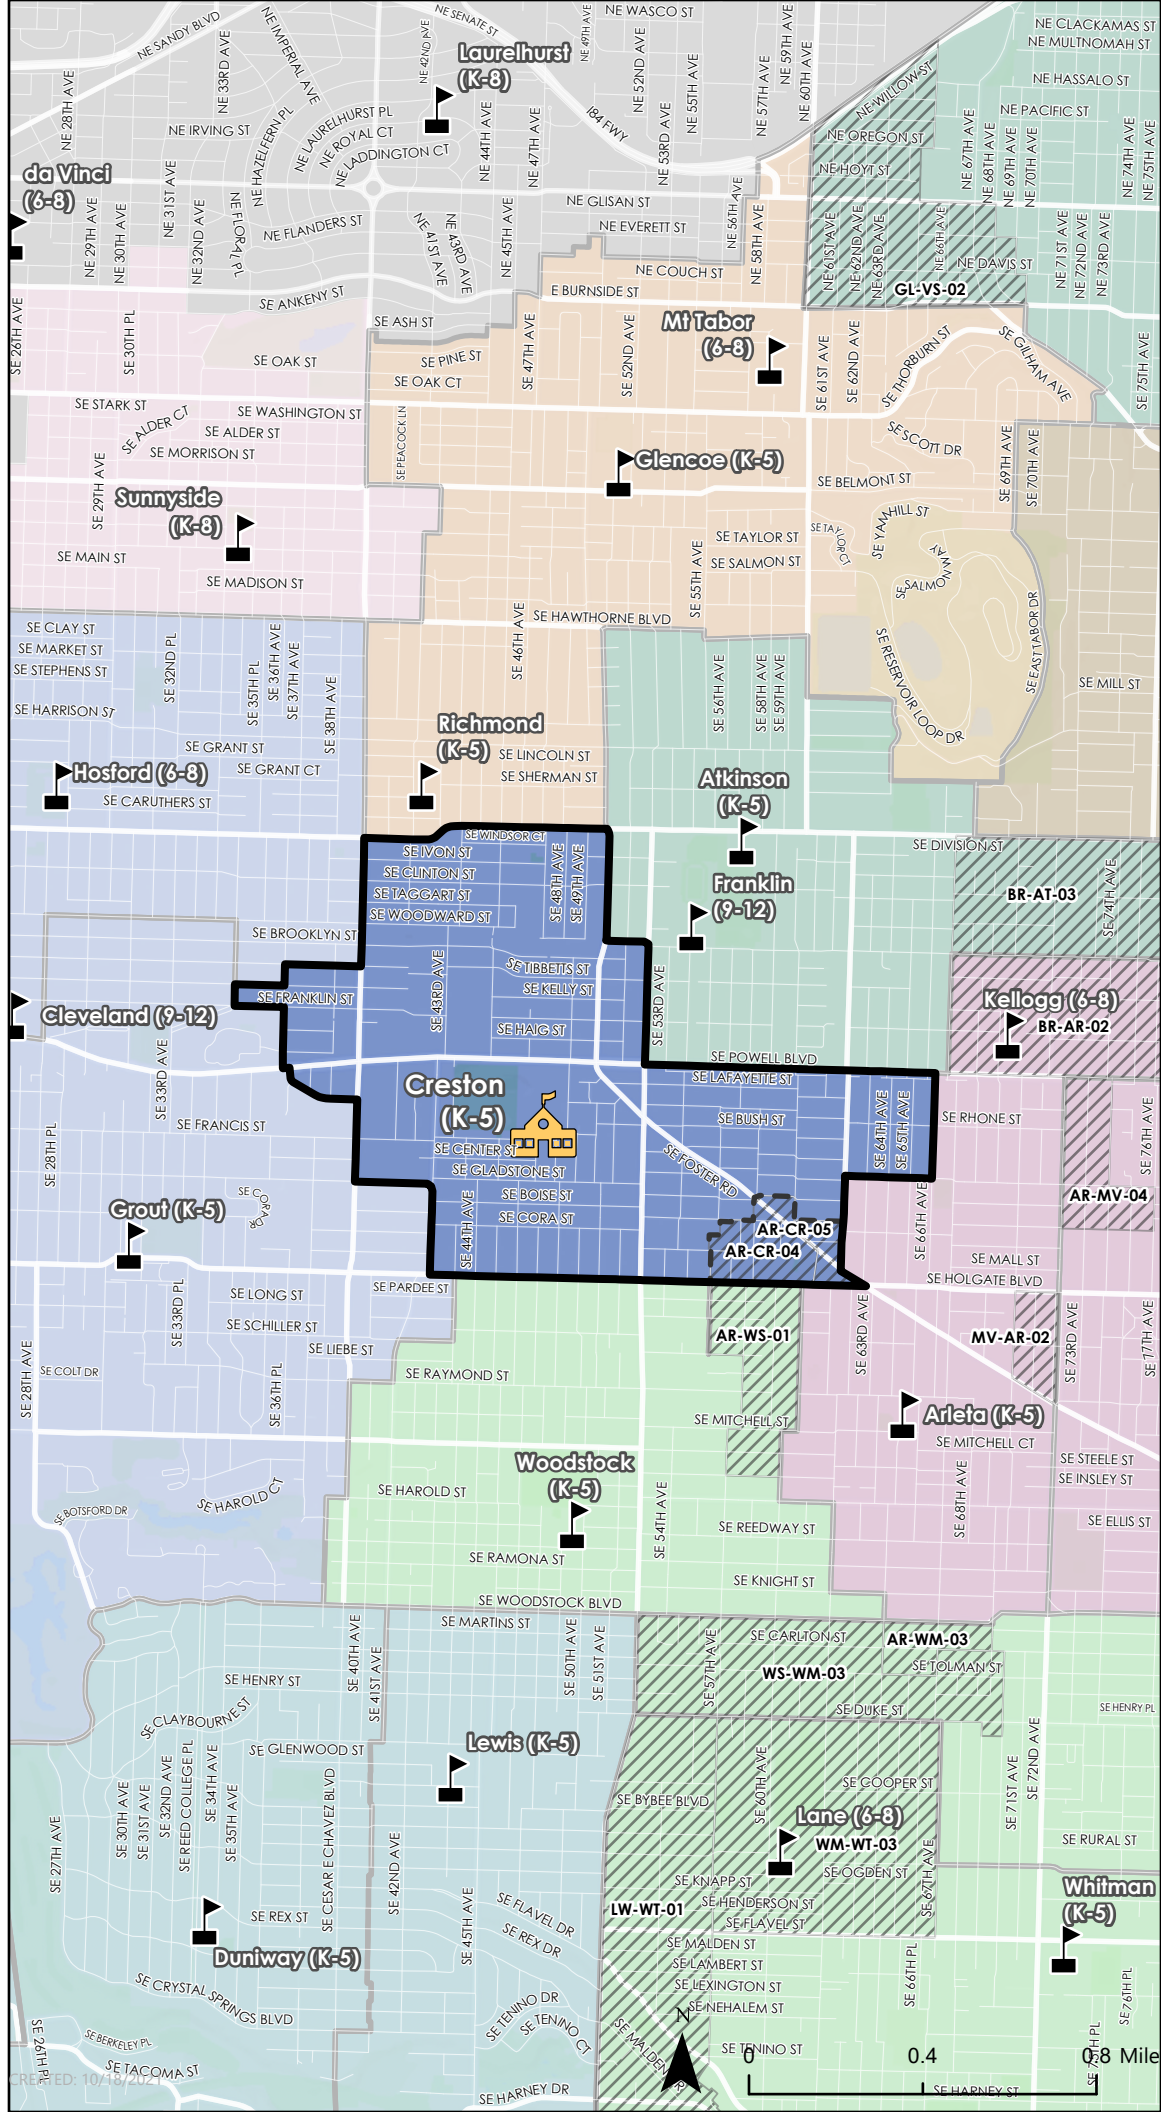 NE WASCO ST
NE SENATE ST
NE SANDY BLVD
NE IMPERIAL AVE
NE 33RD AVE
NE 42ND AVE
NE 49TH AVE
NE 52ND AVE
NE 55TH AVE
NE 57TH AVE
NE 59TH AVE
NE 60TH AVE
NE CLACKAMAS ST
NE MULTNOMAH ST
NE HASSALO ST
NE PACIFIC ST
NE WILLOW ST
NE OREGON ST
NE HOYT ST
Laurelhurst
(K-8)
NE 28TH AVE
NE IRVING ST
NE HAZELFERN PL
NE LAURELHURST PL
NE ROYAL CT
NE LADDINGTON CT
NE 44TH AVE
NE 47TH AVE
I84 FWY
NE 53RD AVE
NE 67TH AVE
NE 68TH AVE
NE 69TH AVE
NE 70TH AVE
NE 74TH AVE
NE 75TH AVE
da Vinci
(6-8)
NE 29TH AVE
NE 30TH AVE
NE 31ST AVE
NE 32ND AVE
NE FLORAL PL
NE FLANDERS ST
NE 41ST AVE
NE 43RD AVE
NE 45TH AVE
NE GLISAN ST
NE EVERETT ST
NE 56TH AVE
NE 58TH AVE
NE COUCH ST
E BURNSIDE ST
NE 61ST AVE
NE 62ND AVE
NE 63RD AVE
NE 66TH AVE
NE DAVIS ST
GL-VS-02
NE 71ST AVE
NE 72ND AVE
NE 73RD AVE
SE ANKENY ST
SE ASH ST
SE 26TH AVE
SE 30TH PL
SE OAK ST
SE PINE ST
SE OAK CT
SE 47TH AVE
SE 52ND AVE
Mt Tabor
(6-8)
SE 61ST AVE
SE 62ND AVE
SE THORBURN ST
SE GILHAM AVE
SE 75TH AVE
SE STARK ST
SE ALDER CT
SE WASHINGTON ST
SE ALDER ST
SE MORRISON ST
SE PEACOCK LN
SE 29TH AVE
Glencoe (K-5)
SE SCOTT DR
SE BELMONT ST
SE 69TH AVE
SE 70TH AVE
Sunnyside
(K-8)
SE MAIN ST
SE MADISON ST
SE 55TH AVE
SE TAYLOR ST
SE SALMON ST
SE TAYLOR CT
SE YAMHILL ST
SE SALMON WAY
SE HAWTHORNE BLVD
SE 46TH AVE
SE EAST TABOR DR
SE RESERVOIR LOOP DR
SE MILL ST
SE CLAY ST
SE MARKET ST
SE STEPHENS ST
SE HARRISON ST
SE 32ND PL
SE 35TH PL
SE 36TH AVE
SE 37TH AVE
SE 38TH AVE
SE GRANT ST
SE GRANT CT
SE CARUTHERS ST
Hosford (6-8)
Richmond
(K-5)
SE LINCOLN ST
SE SHERMAN ST
SE 56TH AVE
SE 58TH AVE
SE 59TH AVE
Atkinson
(K-5)
SE DIVISION ST
SE WINDSOR CT
SE IVON ST
SE CLINTON ST
SE TAGGART ST
SE WOODWARD ST
SE 48TH AVE
SE 49TH AVE
Franklin
(9-12)
BR-AT-03
SE 74TH AVE
SE BROOKLYN ST
SE TIBBETTS ST
SE KELLY ST
SE FRANKLIN ST
SE 43RD AVE
SE HAIG ST
SE 53RD AVE
Cleveland (9-12)
Kellogg (6-8)
BR-AR-02
SE POWELL BLVD
SE LAFAYETTE ST
SE 33RD AVE
SE FRANCIS ST
SE 28TH PL
Creston
(K-5)
SE BUSH ST
SE 64TH AVE
SE 65TH AVE
SE RHONE ST
SE 76TH AVE
SE CENTER ST
SE GLADSTONE ST
SE BOISE ST
SE CORA ST
SE FOSTER RD
SE 44TH AVE
AR-CR-05
AR-CR-04
SE 66TH AVE
AR-MV-04
SE CORA DR
Grout (K-5)
SE MALL ST
SE HOLGATE BLVD
SE PARDEE ST
SE LONG ST
SE 33RD PL
SE SCHILLER ST
SE LIEBE ST
SE 28TH AVE
SE COLT DR
SE 36TH PL
SE RAYMOND ST
AR-WS-01
SE 63RD AVE
MV-AR-02
SE 73RD AVE
SE 77TH AVE
SE MITCHELL ST
Arleta (K-5)
SE MITCHELL CT
SE STEELE ST
SE INSLEY ST
SE ELLIS ST
SE 68TH AVE
Woodstock
(K-5)
SE HAROLD CT
SE BOTSFORD DR
SE HAROLD ST
SE 54TH AVE
SE REEDWAY ST
SE RAMONA ST
SE KNIGHT ST
SE WOODSTOCK BLVD
SE MARTINS ST
SE 40TH AVE
SE 41ST AVE
SE 50TH AVE
SE 51ST AVE
SE 57TH AVE
SE CARLTON ST
AR-WM-03
SE TOLMAN ST
WS-WM-03
SE DUKE ST
SE HENRY ST
SE CLAYBOURNE ST
SE HENRY PL
SE GLENWOOD ST
Lewis (K-5)
SE 72ND AVE
SE 71ST AVE
SE 27TH AVE
SE 30TH AVE
SE 31ST AVE
SE 32ND AVE
SE REED COLLEGE PL
SE 34TH AVE
SE 35TH AVE
SE CESAR E CHAVEZ BLVD
SE 42ND AVE
SE BYBEE BLVD
SE 60TH AVE
SE COOPER ST
Lane (6-8)
WM-WT-03
SE OGDEN ST
SE RURAL ST
SE 67TH AVE
SE KNAPP ST
SE HENDERSON ST
SE FLAVEL ST
LW-WT-01
Whitman
(K-5)
SE REX ST
SE 45TH AVE
SE FLAVEL DR
SE REX DR
Duniway (K-5)
SE MALDEN ST
SE LAMBERT ST
SE LEXINGTON ST
SE NEHALEM ST
SE 66TH PL
SE 76TH PL
SE CRYSTAL SPRINGS BLVD
SE TENINO DR
SE TENINO CT
SE TENINO ST
SE MALDEN DR
SE 26TH PL
SE BERKELEY PL
SE TACOMA ST
SE HARNEY DR
SE HARNEY ST
N
0 0.4 0.8 Mile
CREATED: 10/18/2021